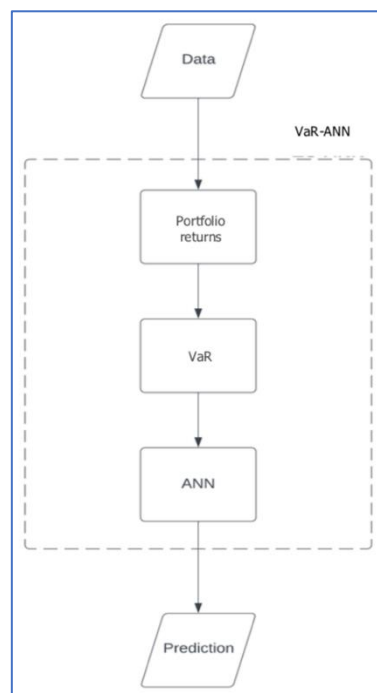 Data
VaR-ANN
Portfolio
returns
VaR
ANN
Prediction